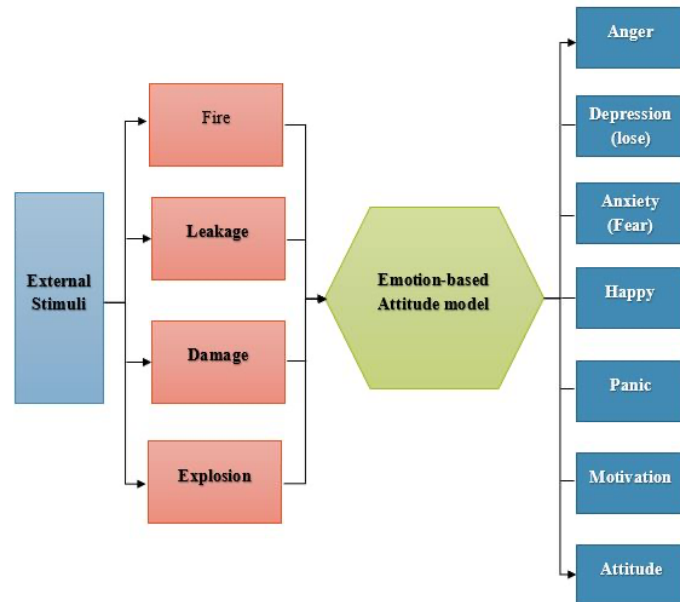 External
Stimuli
Fire
Leakage
Damage
Explosion
Emotion-based
Attitude model
Anger
Depression
(lose)
Anxiety
(Fear)
Happy
Panic
Motivation
Attitude